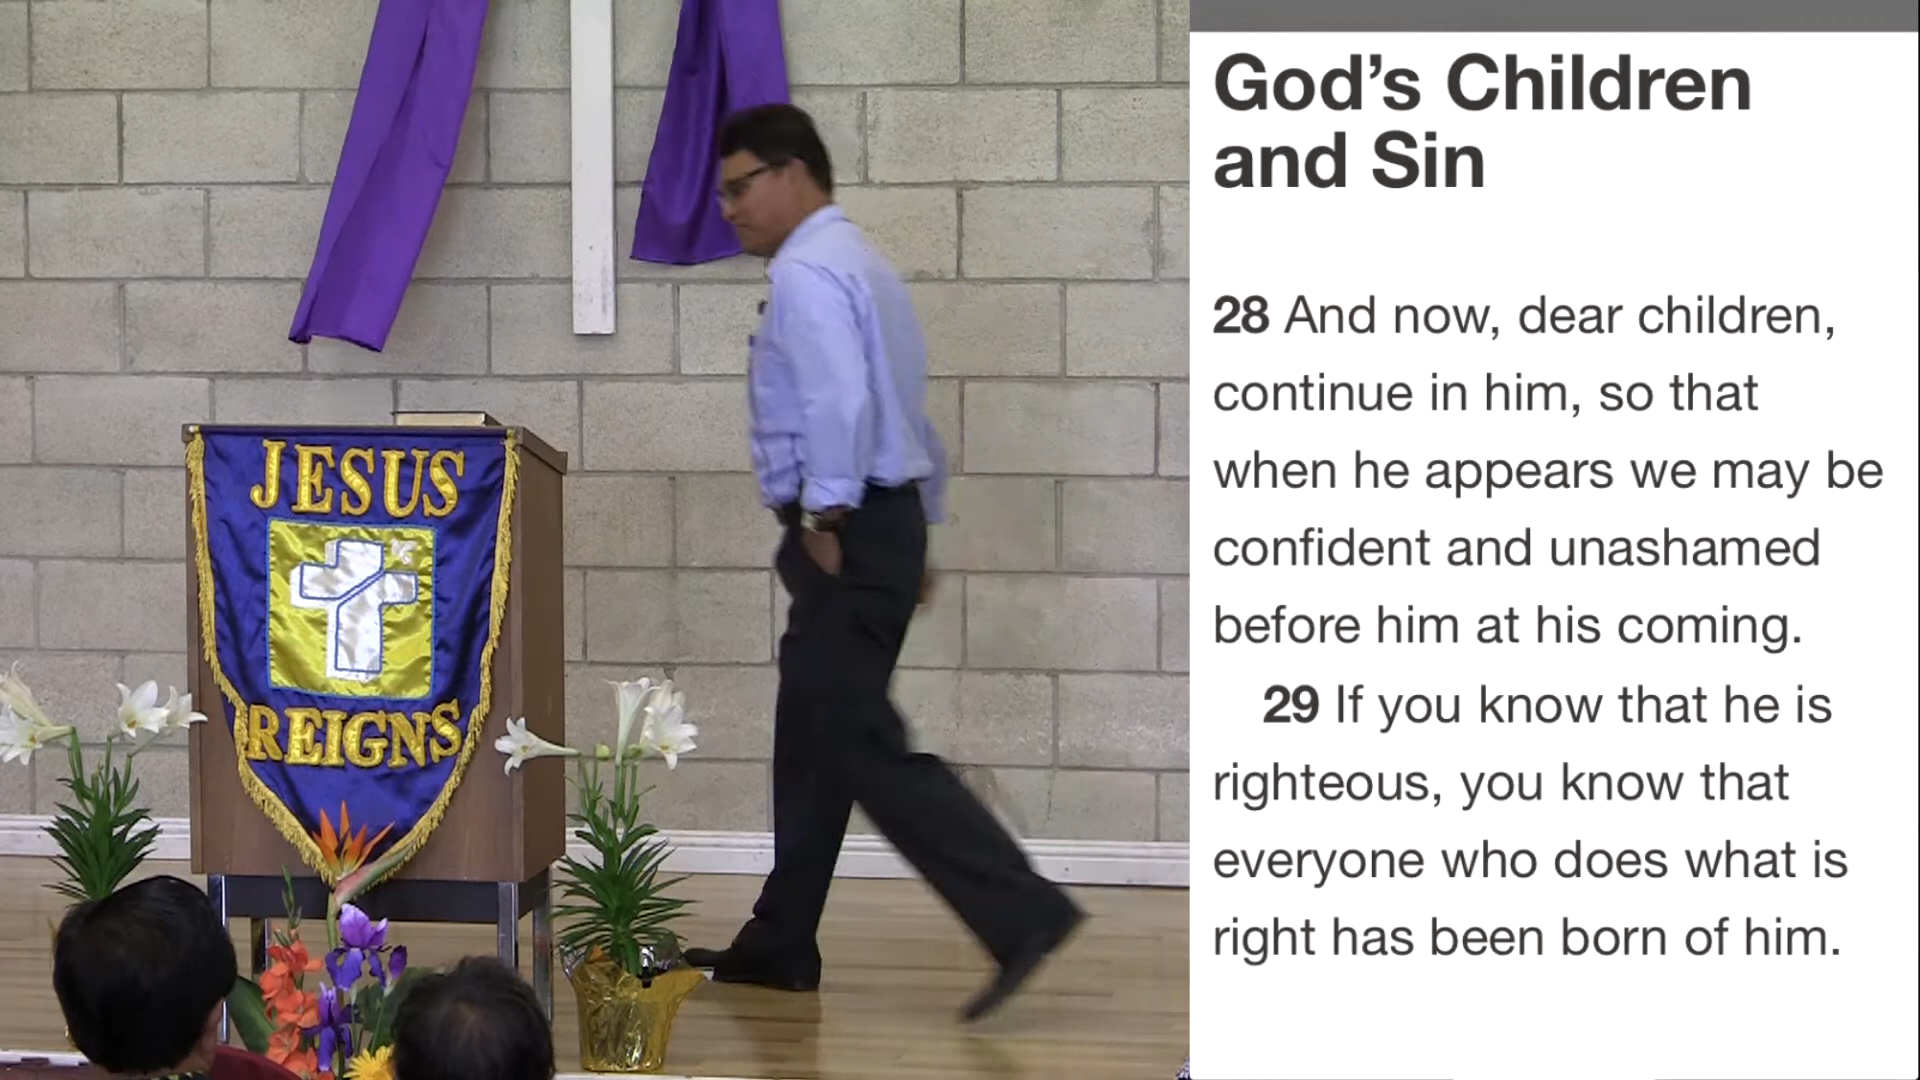 JESUS
REIGNS
God’s Children
and Sin
28 And now, dear children,
continue in him, so that
when he appears we may be
confident and unashamed
before him at his coming.
29 If you know that he is
righteous, you know that
everyone who does what is
right has been born of him.